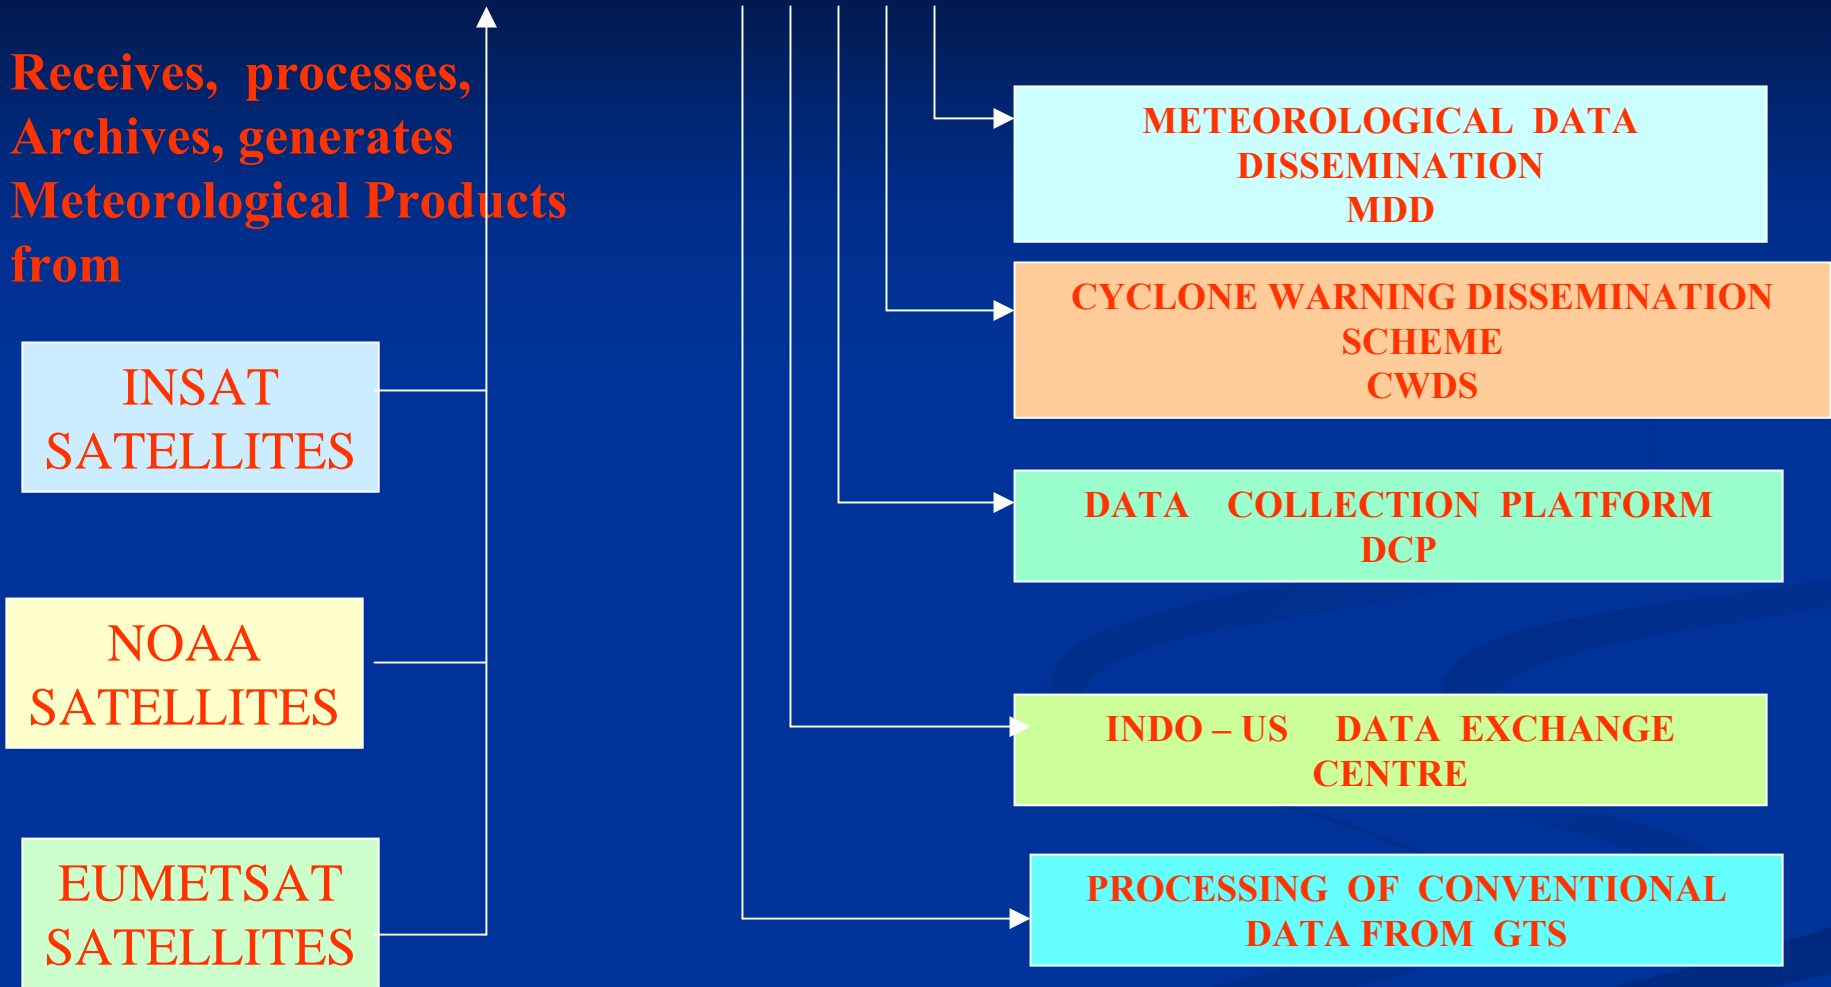 Receives, processes,
Archives, generates
Meteorological Products
from
INSAT
SATELLITES
NOAA
SATELLITES
EUMETSAT
SATELLITES
METEOROLOGICAL DATA
DISSEMINATION
MDD
CYCLONE WARNING DISSEMINATION
SCHEME
CWDS
DATA COLLECTION PLATFORM
DCP
INDO – US DATA EXCHANGE
CENTRE
PROCESSING OF CONVENTIONAL
DATA FROM GTS